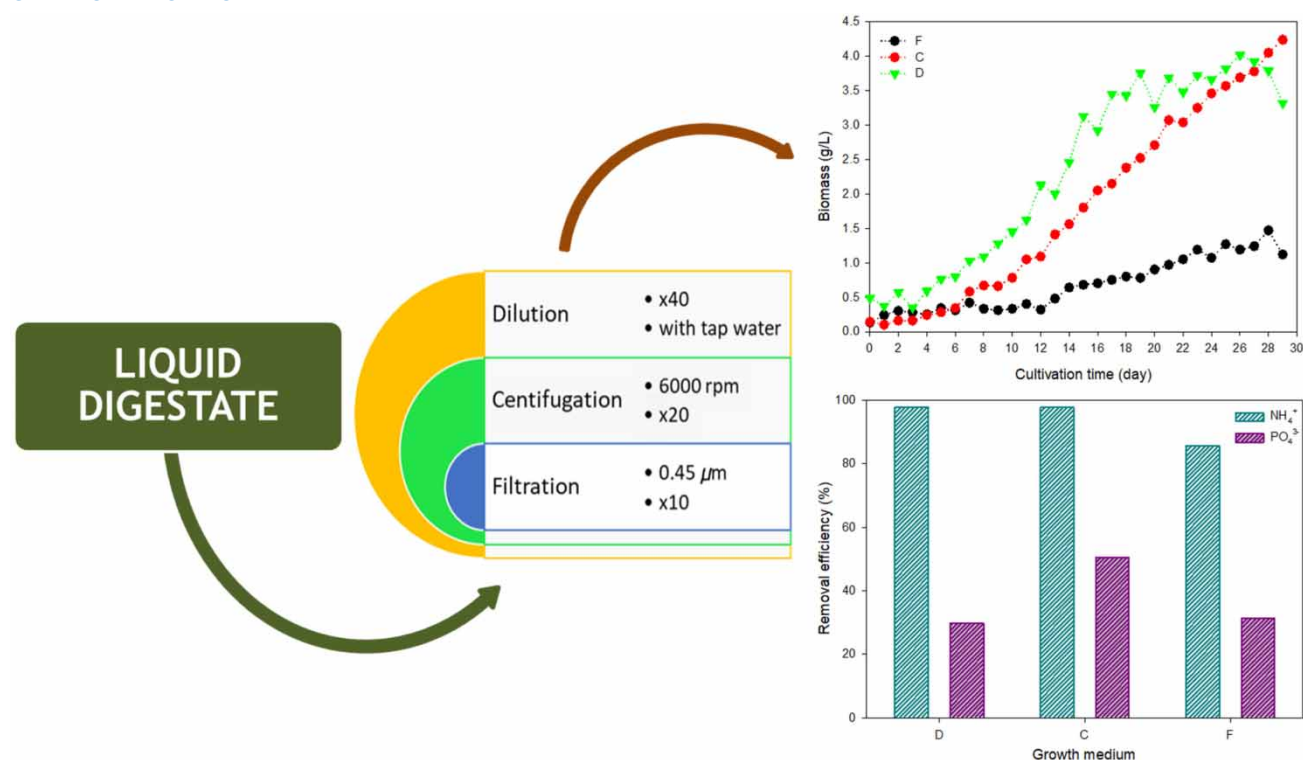 LIQUID
DIGESTATE
Dilution
• x40
• with tap water
Centifugation
• 6000 rpm
• x20
Filtration
• 0.45 µm
• x10
F
C
D
Biomass (g/L)
4.5
4.0
3.5
3.0
2.5
2.0
1.5
1.0
0.5
0.0
0 2 4 6 8 10 12 14 16 18 20 22 24 26 28 30
Cultivation time (day)
NH₄⁺
PO₄³⁻
Removal efficiency (%)
100
80
60
40
20
0
D C F
Growth medium